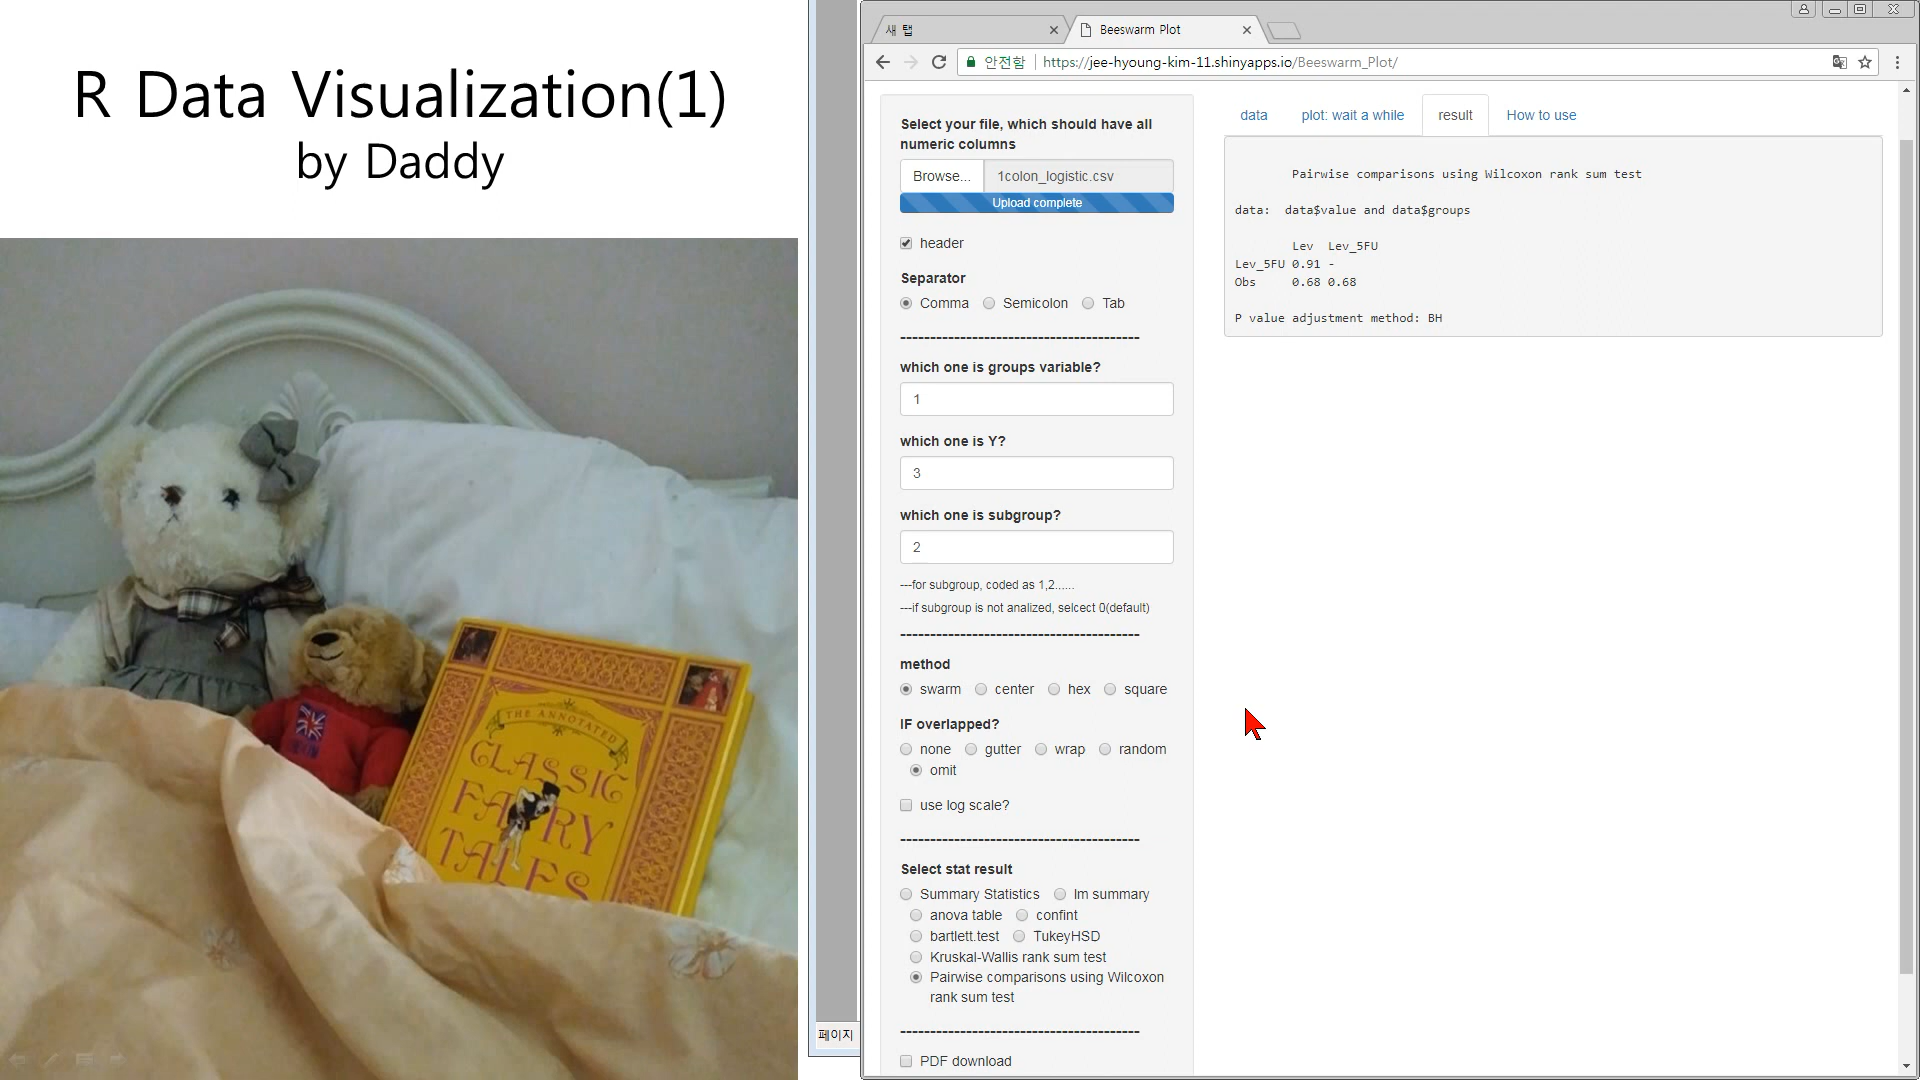 R Data Visualization(1)
by Daddy
THE ANNOTATED
CLASSIC
FAIRY
TALES
페이지
새 탭
Beeswarm Plot
안전함
https://jee-hyoung-kim-11.shinyapps.io/Beeswarm_Plot/
Select your file, which should have all
numeric columns
Browse...
1colon_logistic.csv
Upload complete
header
Separator
Comma
Semicolon
Tab
----------------------------------------
which one is groups variable?
1
which one is Y?
3
which one is subgroup?
2
---for subgroup, coded as 1,2......
---if subgroup is not analized, selcect 0(default)
----------------------------------------
method
swarm
center
hex
square
IF overlapped?
none
gutter
wrap
random
omit
use log scale?
----------------------------------------
Select stat result
Summary Statistics
lm summary
anova table
confint
bartlett.test
TukeyHSD
Kruskal-Wallis rank sum test
Pairwise comparisons using Wilcoxon
rank sum test
----------------------------------------
PDF download
data
plot: wait a while
result
How to use
Pairwise comparisons using Wilcoxon rank sum test
data:  data$value and data$groups
Lev  Lev_5FU
Lev_5FU 0.91 -
Obs     0.68 0.68
P value adjustment method: BH